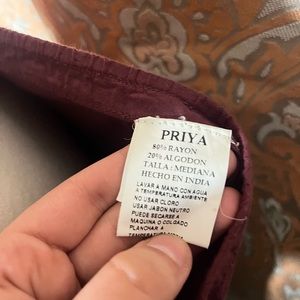 PRIYA
80% RAYON
20% ALGODON
TALLA : MEDIANA
HECHO EN INDIA
LAVAR A MANO CON AGUA
A TEMPERATURA AMBIENTE
NO USAR CLORO
USAR JABON NEUTRO
PUEDE SECARSE A
MAQUINA O COLGADO
PLANCHAR A
TEMPERATURA